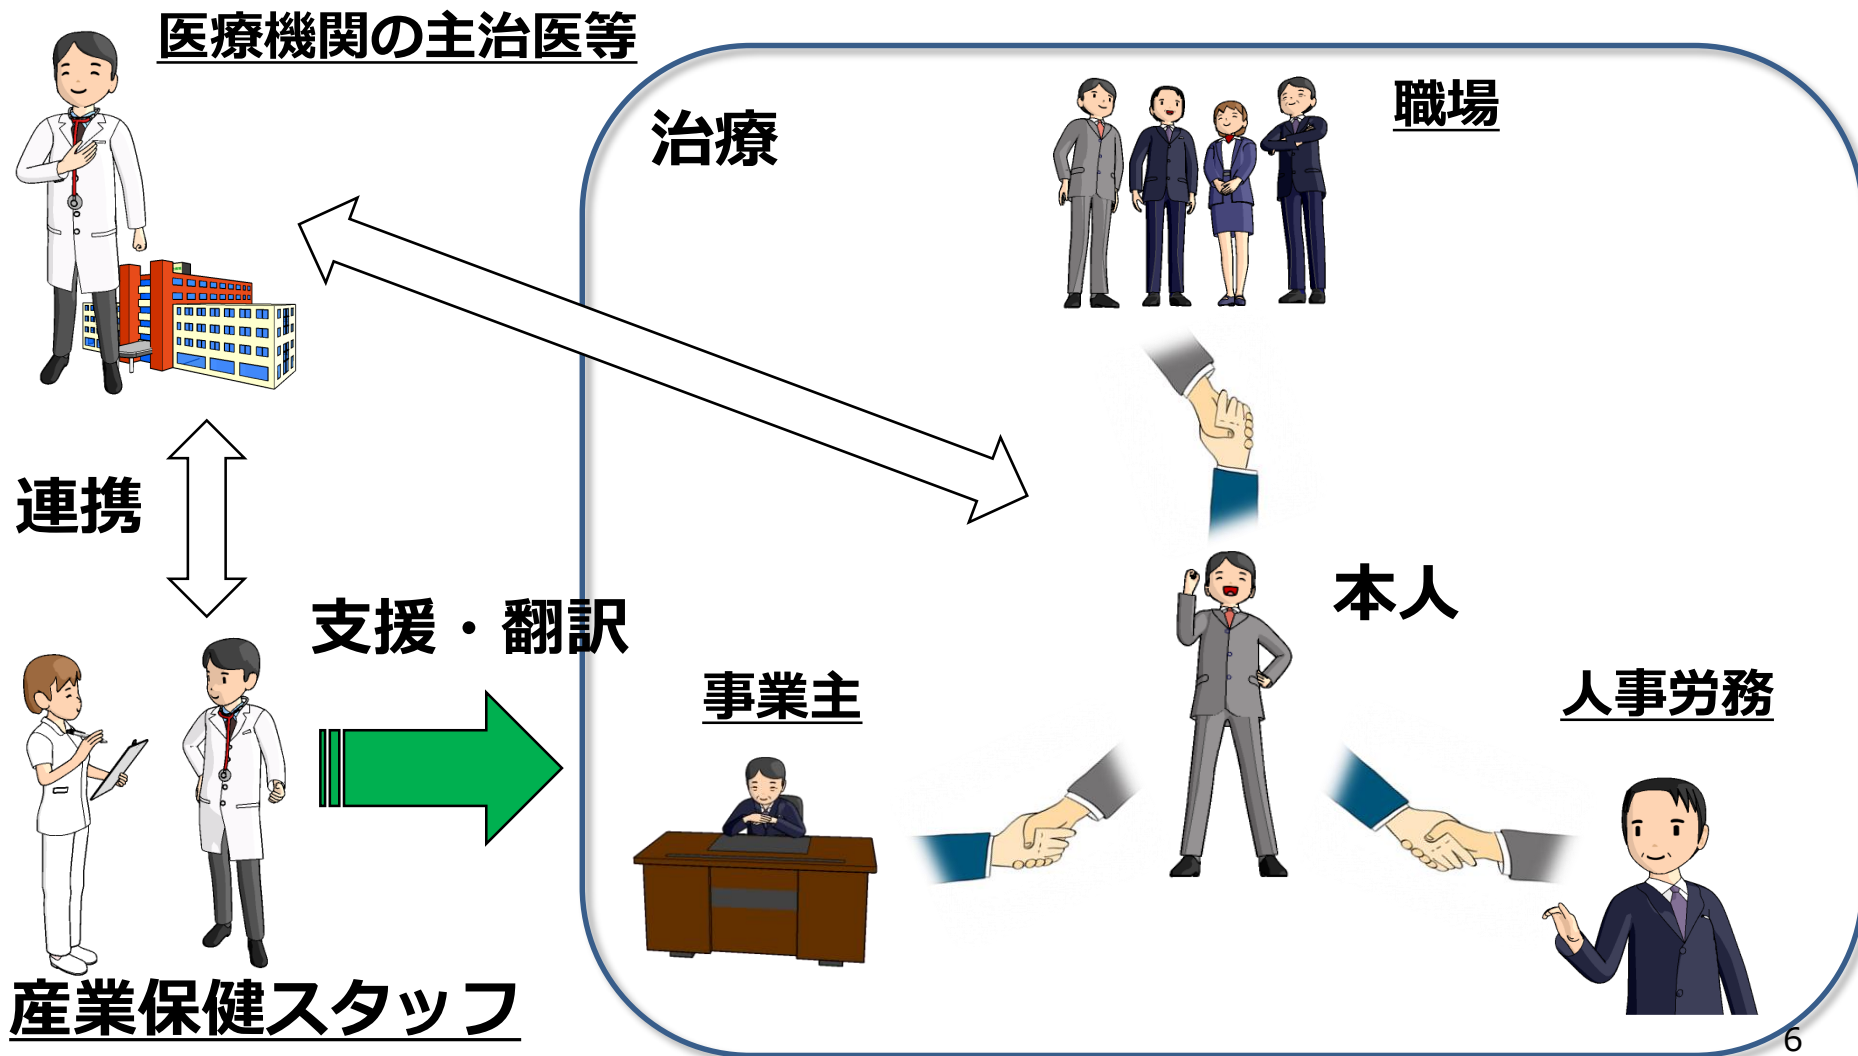 医療機関の主治医等
治療
職場
連携
支援・翻訳
本人
事業主
人事労務
産業保健スタッフ
6